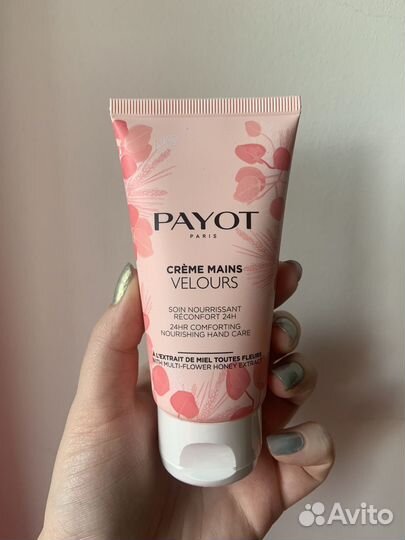 PAYOT
PARIS
CRÈME MAINS
VELOURS
SOIN NOURRISSANT
RÉCONFORT 24H
24HR COMFORTING
NOURISHING HAND CARE
À L'EXTRAIT DE MIEL TOUTES FLEURS
WITH MULTI-FLOWER HONEY EXTRACT
Avito